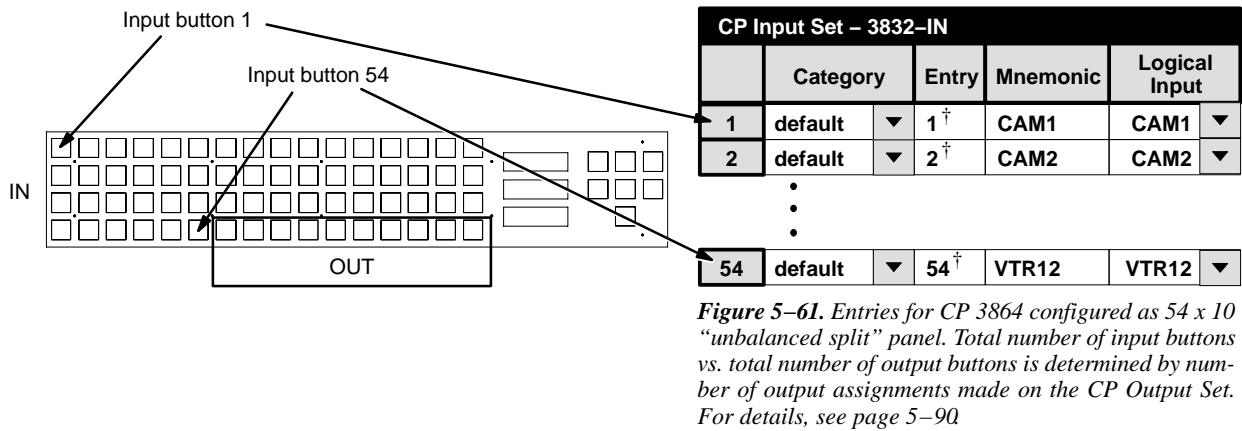 Input button 1
Input button 54
IN
OUT
CP Input Set – 3832–IN
Category Entry Mnemonic Logical Input
1 default 1† CAM1 CAM1
2 default 2† CAM2 CAM2
54 default 54† VTR12 VTR12
Figure 5–61. Entries for CP 3864 configured as 54 x 10
“unbalanced split” panel. Total number of input buttons
vs. total number of output buttons is determined by num-
ber of output assignments made on the CP Output Set.
For details, see page 5–90.